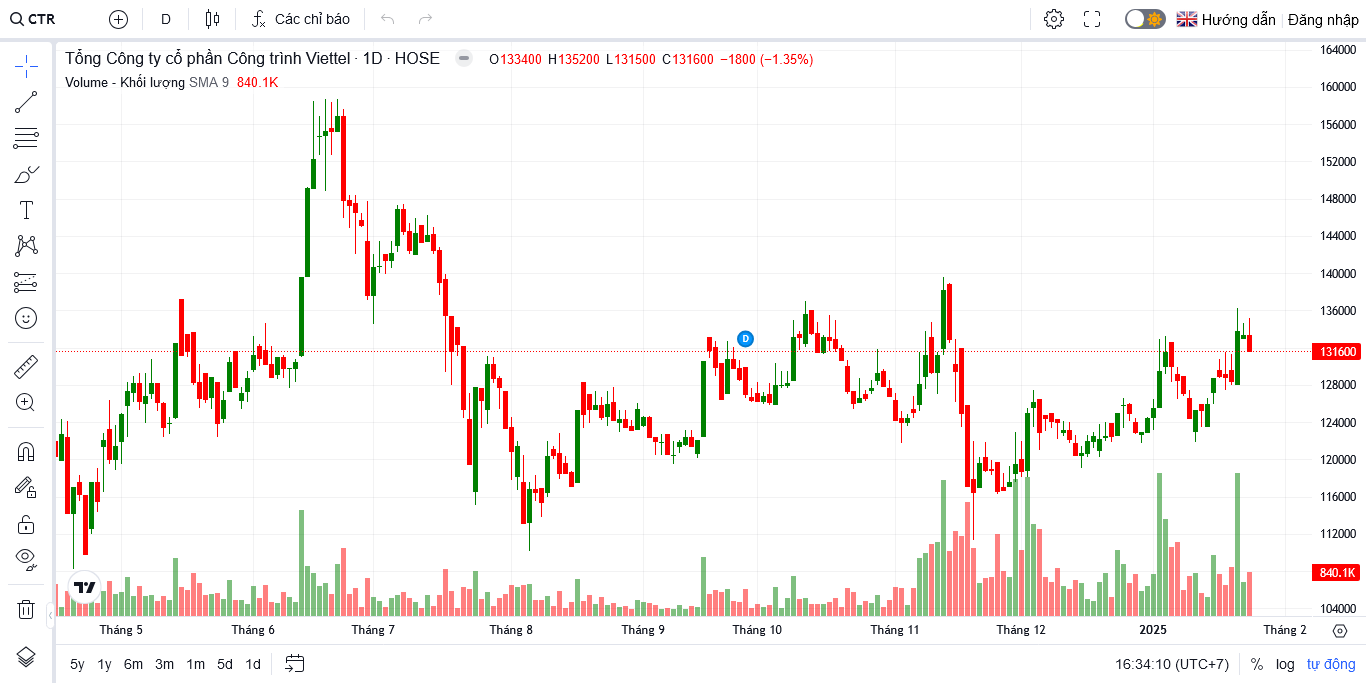 CTR D Các chỉ báo Hướng dẫn Đăng nhập
Tổng Công ty cổ phần Công trình Viettel · 1D · HOSE O133400 H135200 L131500 C131600 −1800 (−1.35%)
Volume - Khối lượng SMA 9 840.1K
164000
160000
156000
152000
148000
144000
140000
136000
131600
128000
124000
120000
116000
112000
840.1K
104000
D
Tháng 5 Tháng 6 Tháng 7 Tháng 8 Tháng 9 Tháng 10 Tháng 11 Tháng 12 2025 Tháng 2
5y 1y 6m 3m 1m 5d 1d 16:34:10 (UTC+7) % log tự động